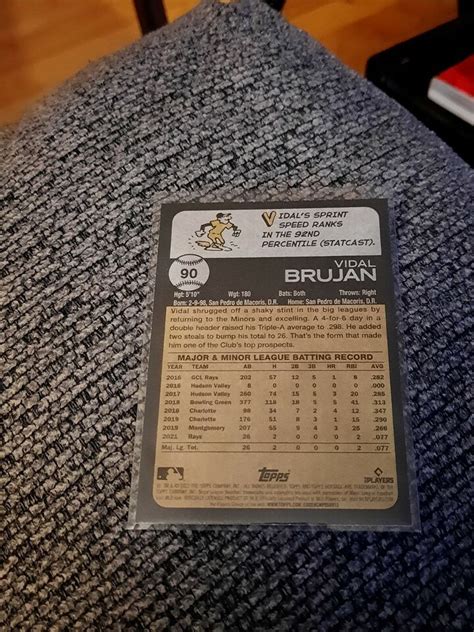 VIDAL'S SPRINT
SPEED RANKS
IN THE 92ND
PERCENTILE (STATCAST).
90
VIDAL
BRUJAN
Hgt: 5'10" Wgt: 180 Bats: Both Thrown: Right
Born: 2-9-98, San Pedro de Macoris, D.R. Home: San Pedro de Macoris, D.R.
Vidal shrugged off a shaky stint in the big leagues by
returning to the Minors and excelling. A 4-for-6 day in
a double header raised his Triple-A average to .298. He added
two steals to bump his total to 26. That's the form that made
him one of the Club's top prospects.
MAJOR & MINOR LEAGUE BATTING RECORD
YEAR TEAM AB H 2B 3B HR RBI AVG
2016 GCL Rays 202 57 12 5 1 8 .282
2016 Hudson Valley 8 0 0 0 0 0 .000
2017 Hudson Valley 260 74 15 5 3 20 .285
2018 Bowling Green 377 118 18 5 5 41 .313
2018 Charlotte 98 34 7 2 4 12 .347
2019 Charlotte 176 51 8 3 1 15 .290
2019 Montgomery 207 55 9 4 3 25 .266
2021 Rays 26 2 0 0 0 2 .077
Maj. Lg. Tot. 26 2 0 0 0 2 .077
topps
PLAYERS